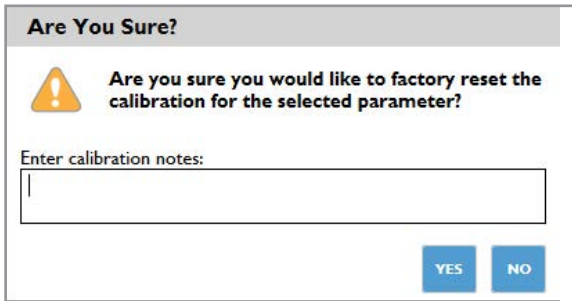 Are You Sure?
Are you sure you would like to factory reset the
calibration for the selected parameter?
Enter calibration notes:
YES NO